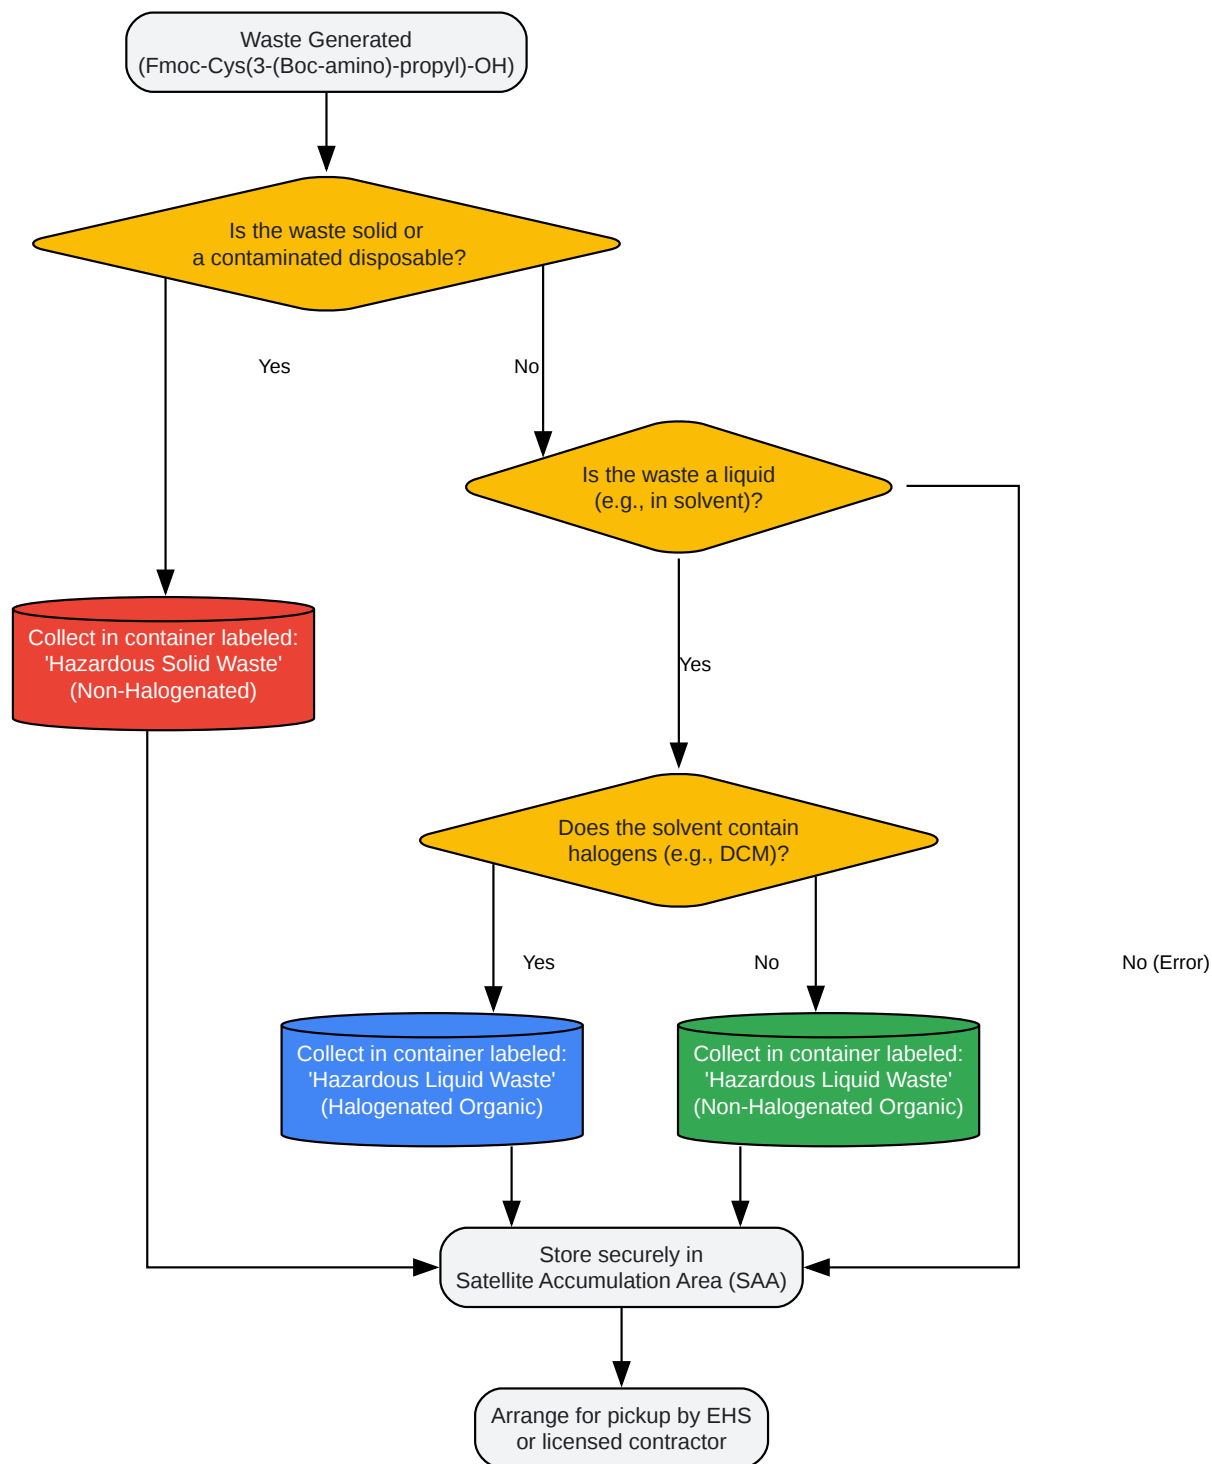 Waste Generated
(Fmoc-Cys(3-(Boc-amino)-propyl)-OH)
Is the waste solid or
a contaminated disposable?
Yes
No
Is the waste a liquid
(e.g., in solvent)?
Collect in container labeled:
'Hazardous Solid Waste'
(Non-Halogenated)
Yes
Does the solvent contain
halogens (e.g., DCM)?
Yes
No
No (Error)
Collect in container labeled:
'Hazardous Liquid Waste'
(Halogenated Organic)
Collect in container labeled:
'Hazardous Liquid Waste'
(Non-Halogenated Organic)
Store securely in
Satellite Accumulation Area (SAA)
Arrange for pickup by EHS
or licensed contractor